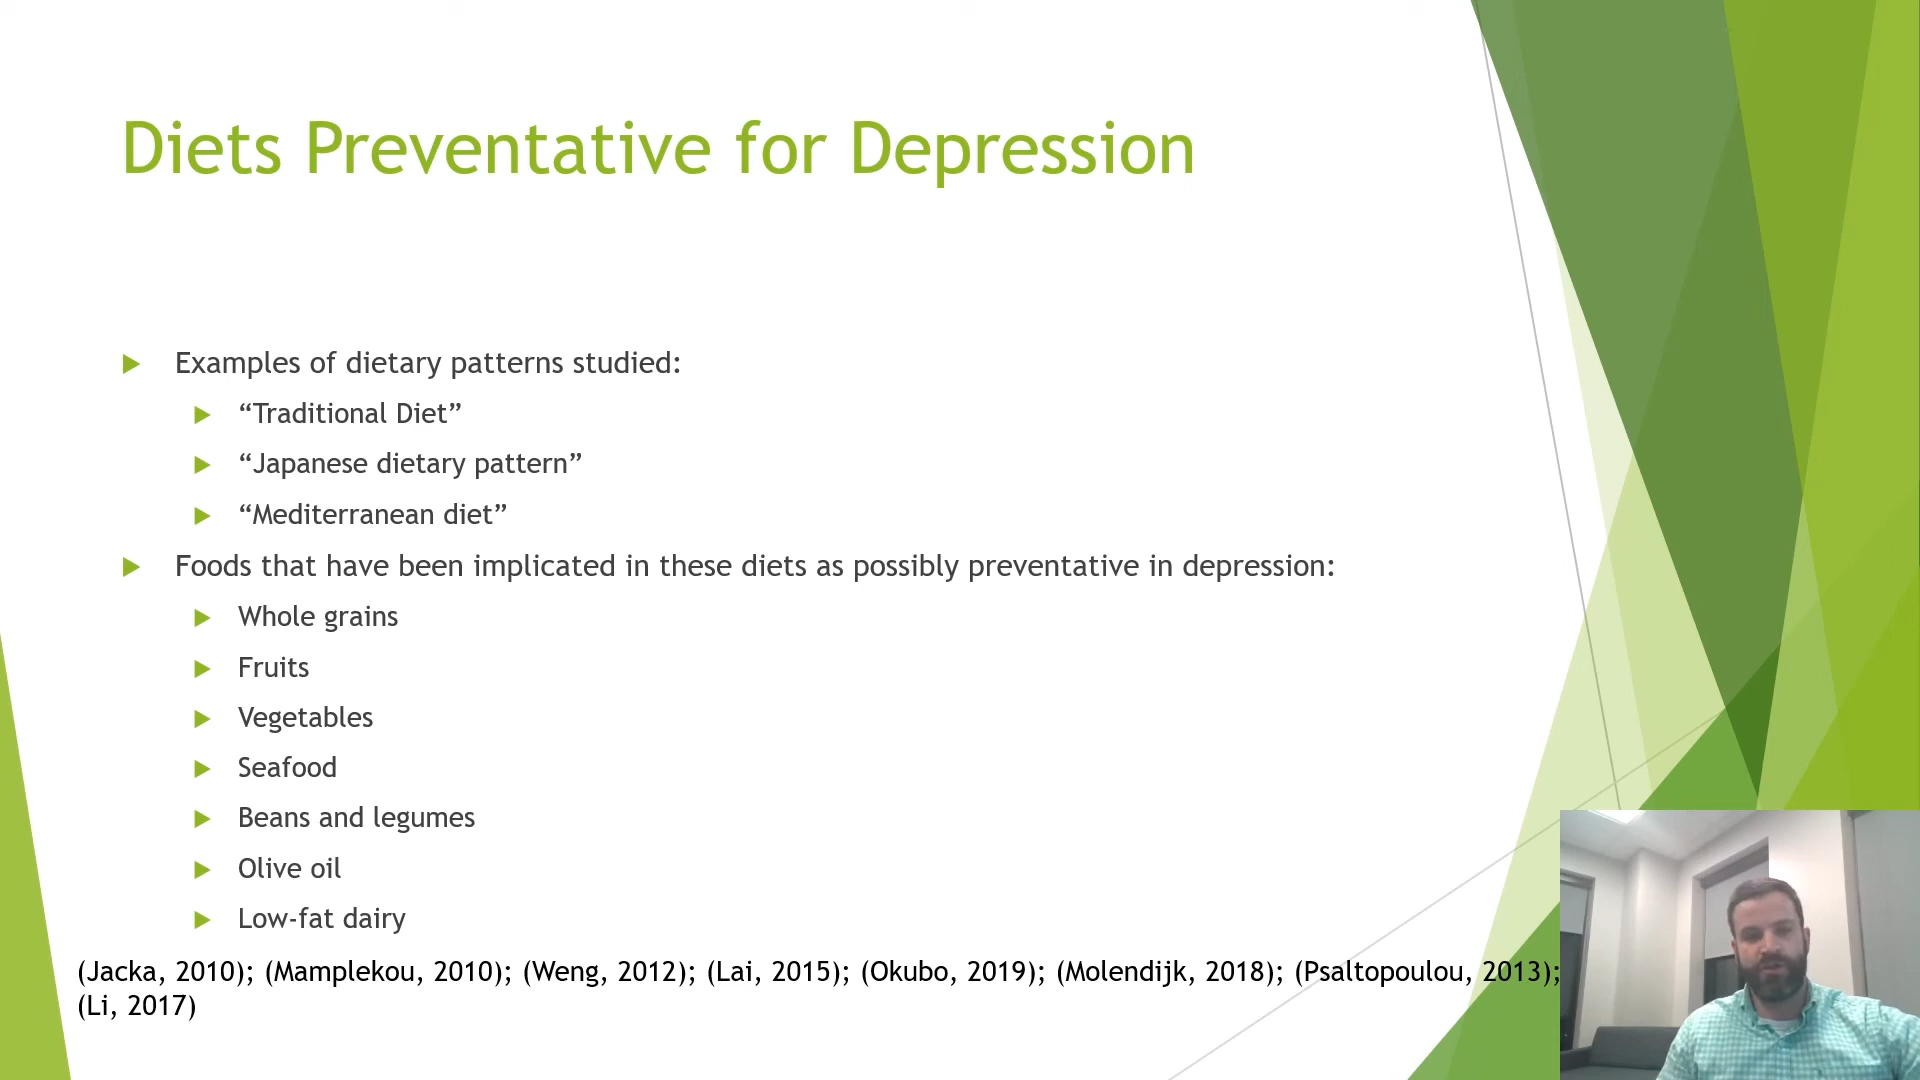 Diets Preventative for Depression
Examples of dietary patterns studied:
“Traditional Diet”
“Japanese dietary pattern”
“Mediterranean diet”
Foods that have been implicated in these diets as possibly preventative in depression:
Whole grains
Fruits
Vegetables
Seafood
Beans and legumes
Olive oil
Low-fat dairy
(Jacka, 2010); (Mamplekou, 2010); (Weng, 2012); (Lai, 2015); (Okubo, 2019); (Molendijk, 2018); (Psaltopoulou, 2013);
(Li, 2017)